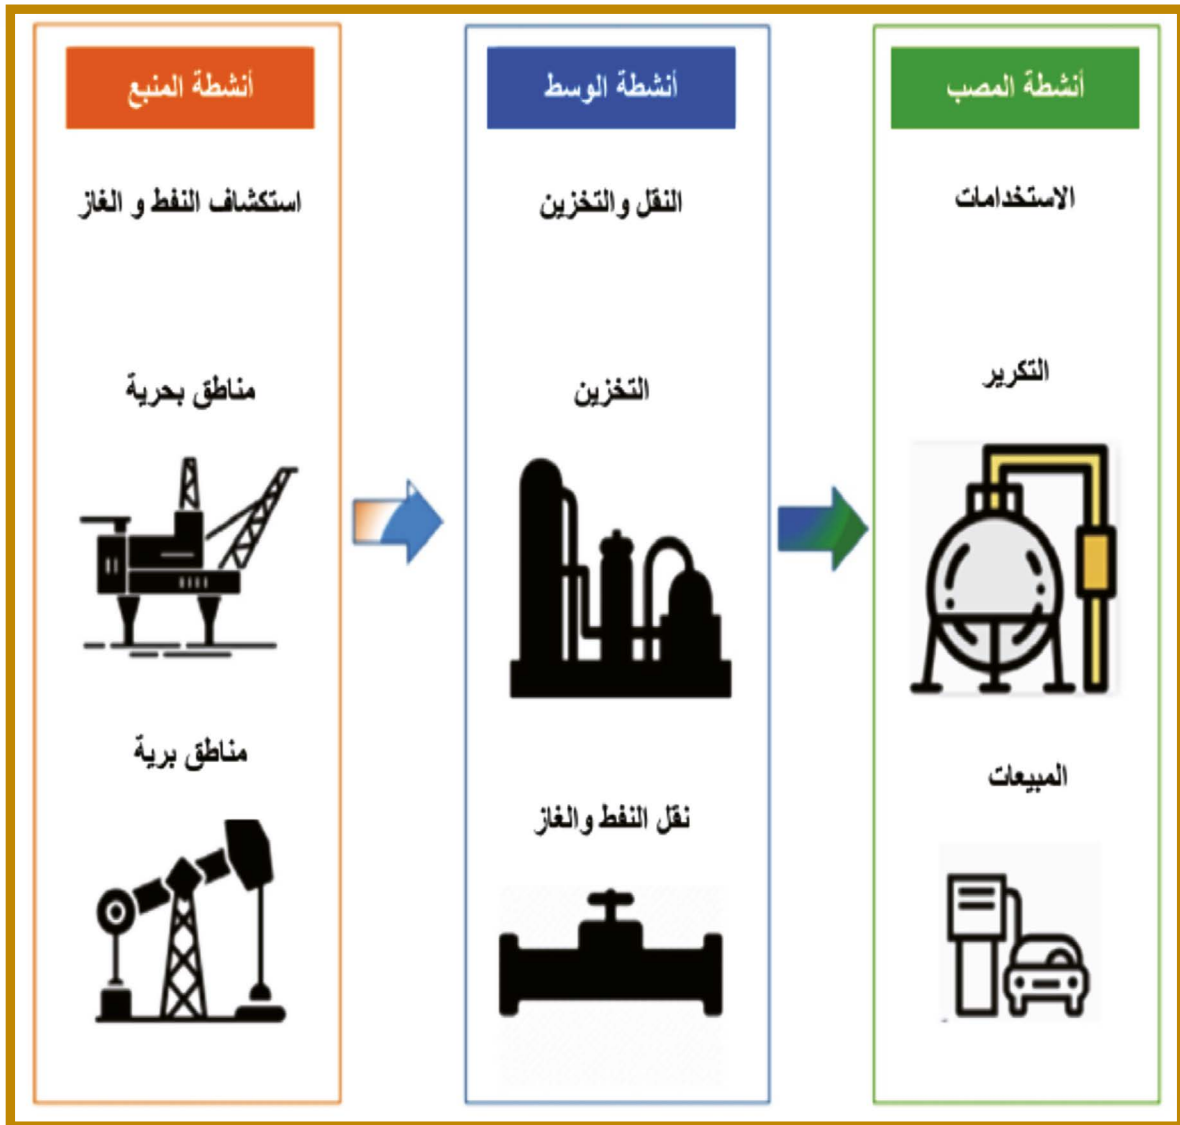 أنشطة المنبع
استكشاف النفط و الغاز
مناطق بحرية
مناطق برية
أنشطة الوسط
النقل والتخزين
التخزين
نقل النفط والغاز
أنشطة المصب
الاستخدامات
التكرير
المبيعات